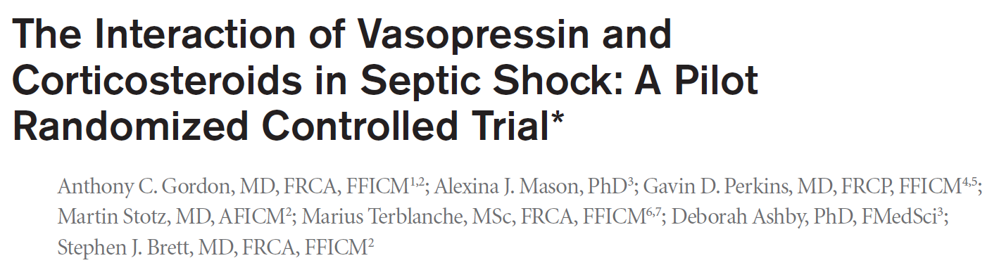 The Interaction of Vasopressin and
Corticosteroids in Septic Shock: A Pilot
Randomized Controlled Trial*
Anthony C. Gordon, MD, FRCA, FFICM1,2; Alexina J. Mason, PhD3; Gavin D. Perkins, MD, FRCP, FFICM4,5;
Martin Stotz, MD, AFICM2; Marius Terblanche, MSc, FRCA, FFICM6,7; Deborah Ashby, PhD, FMedSci3;
Stephen J. Brett, MD, FRCA, FFICM2